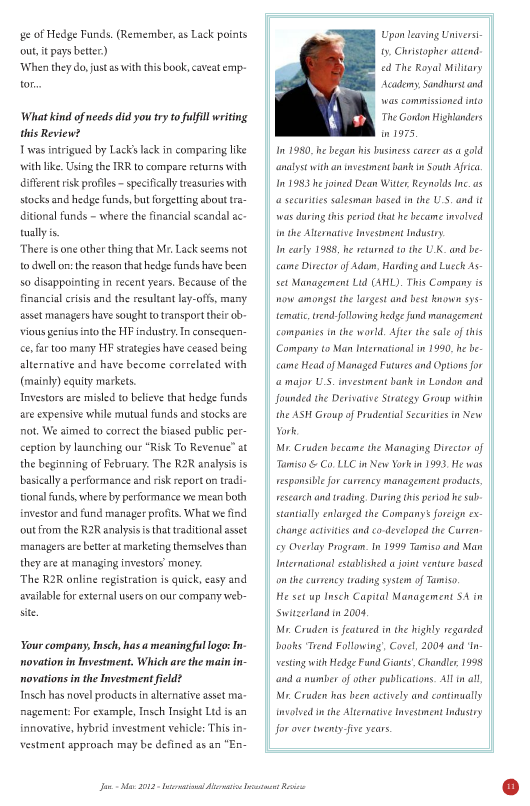 ge of Hedge Funds. (Remember, as Lack points
out, it pays better.)
When they do, just as with this book, caveat emp-
tor...
What kind of needs did you try to fulfill writing
this Review?
I was intrigued by Lack's lack in comparing like
with like. Using the IRR to compare returns with
different risk profiles – specifically treasuries with
stocks and hedge funds, but forgetting about tra-
ditional funds – where the financial scandal ac-
tually is.
There is one other thing that Mr. Lack seems not
to dwell on: the reason that hedge funds have been
so disappointing in recent years. Because of the
financial crisis and the resultant lay-offs, many
asset managers have sought to transport their ob-
vious genius into the HF industry. In consequen-
ce, far too many HF strategies have ceased being
alternative and have become correlated with
(mainly) equity markets.
Investors are misled to believe that hedge funds
are expensive while mutual funds and stocks are
not. We aimed to correct the biased public per-
ception by launching our “Risk To Revenue” at
the beginning of February. The R2R analysis is
basically a performance and risk report on tradi-
tional funds, where by performance we mean both
investor and fund manager profits. What we find
out from the R2R analysis is that traditional asset
managers are better at marketing themselves than
they are at managing investors’ money.
The R2R online registration is quick, easy and
available for external users on our company web-
site.
Your company, Insch, has a meaningful logo: In-
novation in Investment. Which are the main in-
novations in the Investment field?
Insch has novel products in alternative asset ma-
nagement: For example, Insch Insight Ltd is an
innovative, hybrid investment vehicle: This in-
vestment approach may be defined as an “En-
Upon leaving Universi-
ty, Christopher attend-
ed The Royal Military
Academy, Sandhurst and
was commissioned into
The Gordon Highlanders
in 1975.
In 1980, he began his business career as a gold
analyst with an investment bank in South Africa.
In 1983 he joined Dean Witter, Reynolds Inc. as
a securities salesman based in the U.S. and it
was during this period that he became involved
in the Alternative Investment Industry.
In early 1988, he returned to the U.K. and be-
came Director of Adam, Harding and Lueck As-
set Management Ltd (AHL). This Company is
now amongst the largest and best known sys-
tematic, trend-following hedge fund management
companies in the world. After the sale of this
Company to Man International in 1990, he be-
came Head of Managed Futures and Options for
a major U.S. investment bank in London and
founded the Derivative Strategy Group within
the ASH Group of Prudential Securities in New
York.
Mr. Cruden became the Managing Director of
Tamiso & Co. LLC in New York in 1993. He was
responsible for currency management products,
research and trading. During this period he sub-
stantially enlarged the Company's foreign ex-
change activities and co-developed the Curren-
cy Overlay Program. In 1999 Tamiso and Man
International established a joint venture based
on the currency trading system of Tamiso.
He set up Insch Capital Management SA in
Switzerland in 2004.
Mr. Cruden is featured in the highly regarded
books ‘Trend Following’, Covel, 2004 and ‘In-
vesting with Hedge Fund Giants’, Chandler, 1998
and a number of other publications. All in all,
Mr. Cruden has been actively and continually
involved in the Alternative Investment Industry
for over twenty-five years.
Jan. - Mar. 2012 - International Alternative Investment Review
11